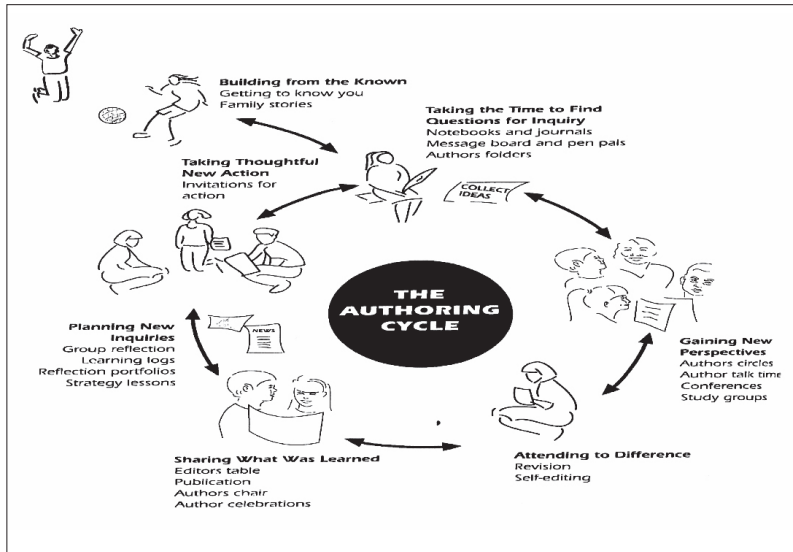 Building from the Known
Getting to know you
Family stories
Taking the Time to Find
Questions for Inquiry
Notebooks and journals
Message board and pen pals
Authors folders
Taking Thoughtful
New Action
Invitations for
action
COLLECT
IDEAS
THE
AUTHORING
CYCLE
Planning New
Inquiries
Group reflection
Learning logs
Reflection portfolios
Strategy lessons
NEWS
Gaining New
Perspectives
Authors circles
Author talk time
Conferences
Study groups
Sharing What Was Learned
Editors table
Publication
Authors chair
Author celebrations
Attending to Difference
Revision
Self-editing